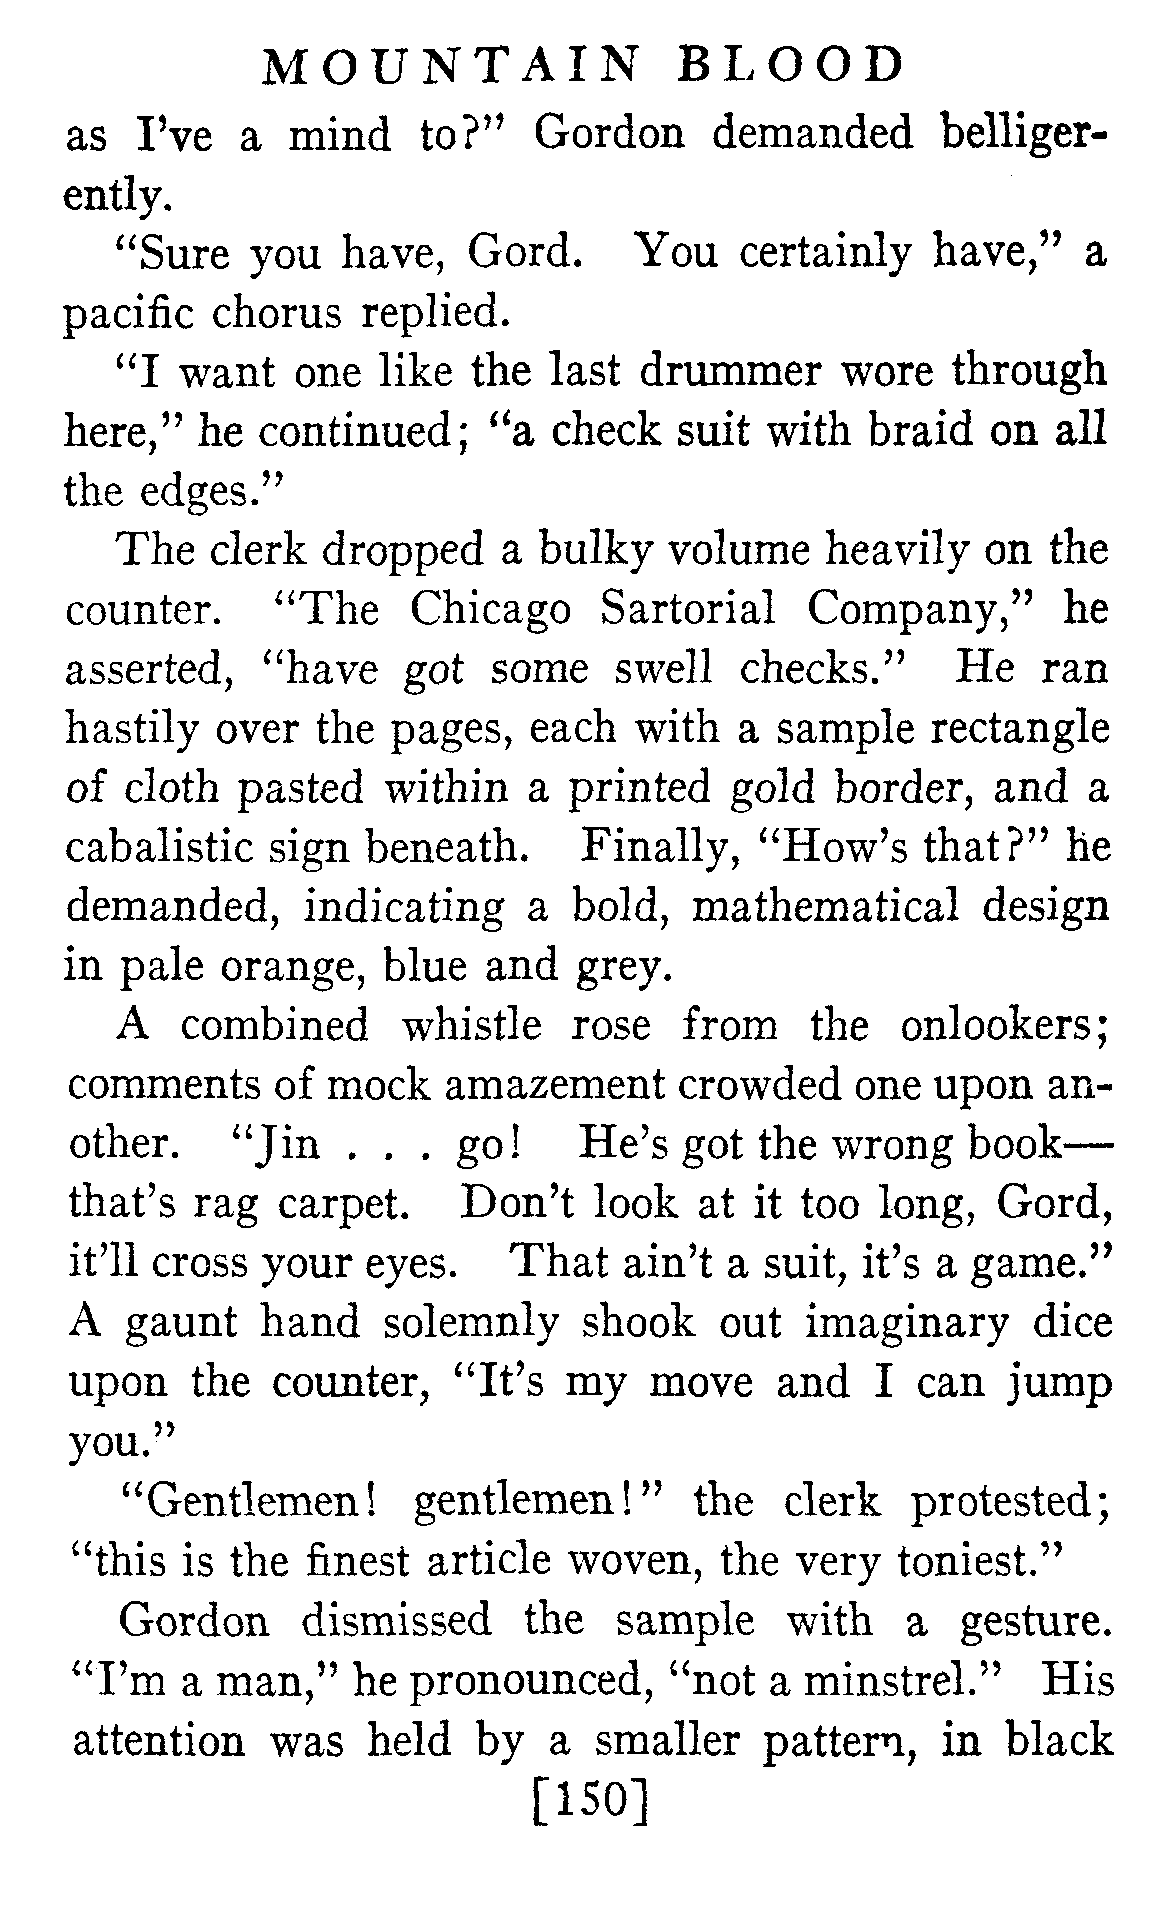 MOUNTAIN BLOOD
as I've a mind to?" Gordon demanded belliger-
ently.
"Sure you have, Gord. You certainly have," a
pacific chorus replied.
"I want one like the last drummer wore through
here," he continued; "a check suit with braid on all
the edges."
The clerk dropped a bulky volume heavily on the
counter. "The Chicago Sartorial Company," he
asserted, "have got some swell checks." He ran
hastily over the pages, each with a sample rectangle
of cloth pasted within a printed gold border, and a
cabalistic sign beneath. Finally, "How's that?" he
demanded, indicating a bold, mathematical design
in pale orange, blue and grey.
A combined whistle rose from the onlookers;
comments of mock amazement crowded one upon an-
other. "Jin . . . go! He's got the wrong book—
that's rag carpet. Don't look at it too long, Gord,
it'll cross your eyes. That ain't a suit, it's a game."
A gaunt hand solemnly shook out imaginary dice
upon the counter, "It's my move and I can jump
you."
"Gentlemen! gentlemen!" the clerk protested;
"this is the finest article woven, the very toniest."
Gordon dismissed the sample with a gesture.
"I'm a man," he pronounced, "not a minstrel." His
attention was held by a smaller pattern, in black
[150]